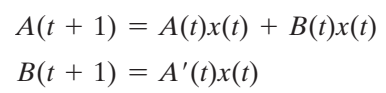 A(t + 1) = A(t)x(t) + B(t)x(t)
B(t + 1) = A'(t)x(t)